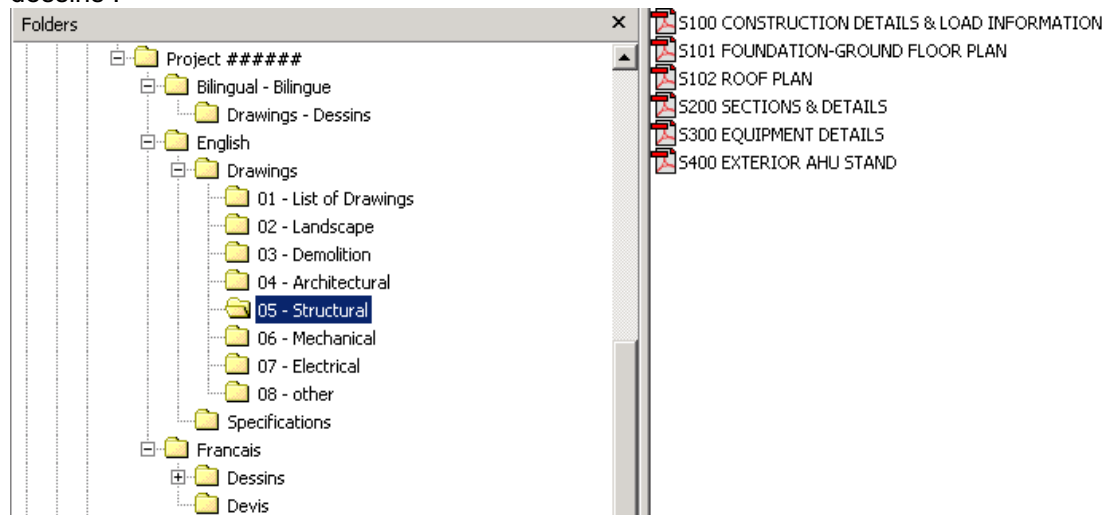 Folders
Project ######
Bilingual - Bilingue
Drawings - Dessins
English
Drawings
01 - List of Drawings
02 - Landscape
03 - Demolition
04 - Architectural
05 - Structural
06 - Mechanical
07 - Electrical
08 - other
Specifications
Francais
Dessins
Devis
S100 CONSTRUCTION DETAILS & LOAD INFORMATION
S101 FOUNDATION-GROUND FLOOR PLAN
S102 ROOF PLAN
S200 SECTIONS & DETAILS
S300 EQUIPMENT DETAILS
S400 EXTERIOR AHU STAND